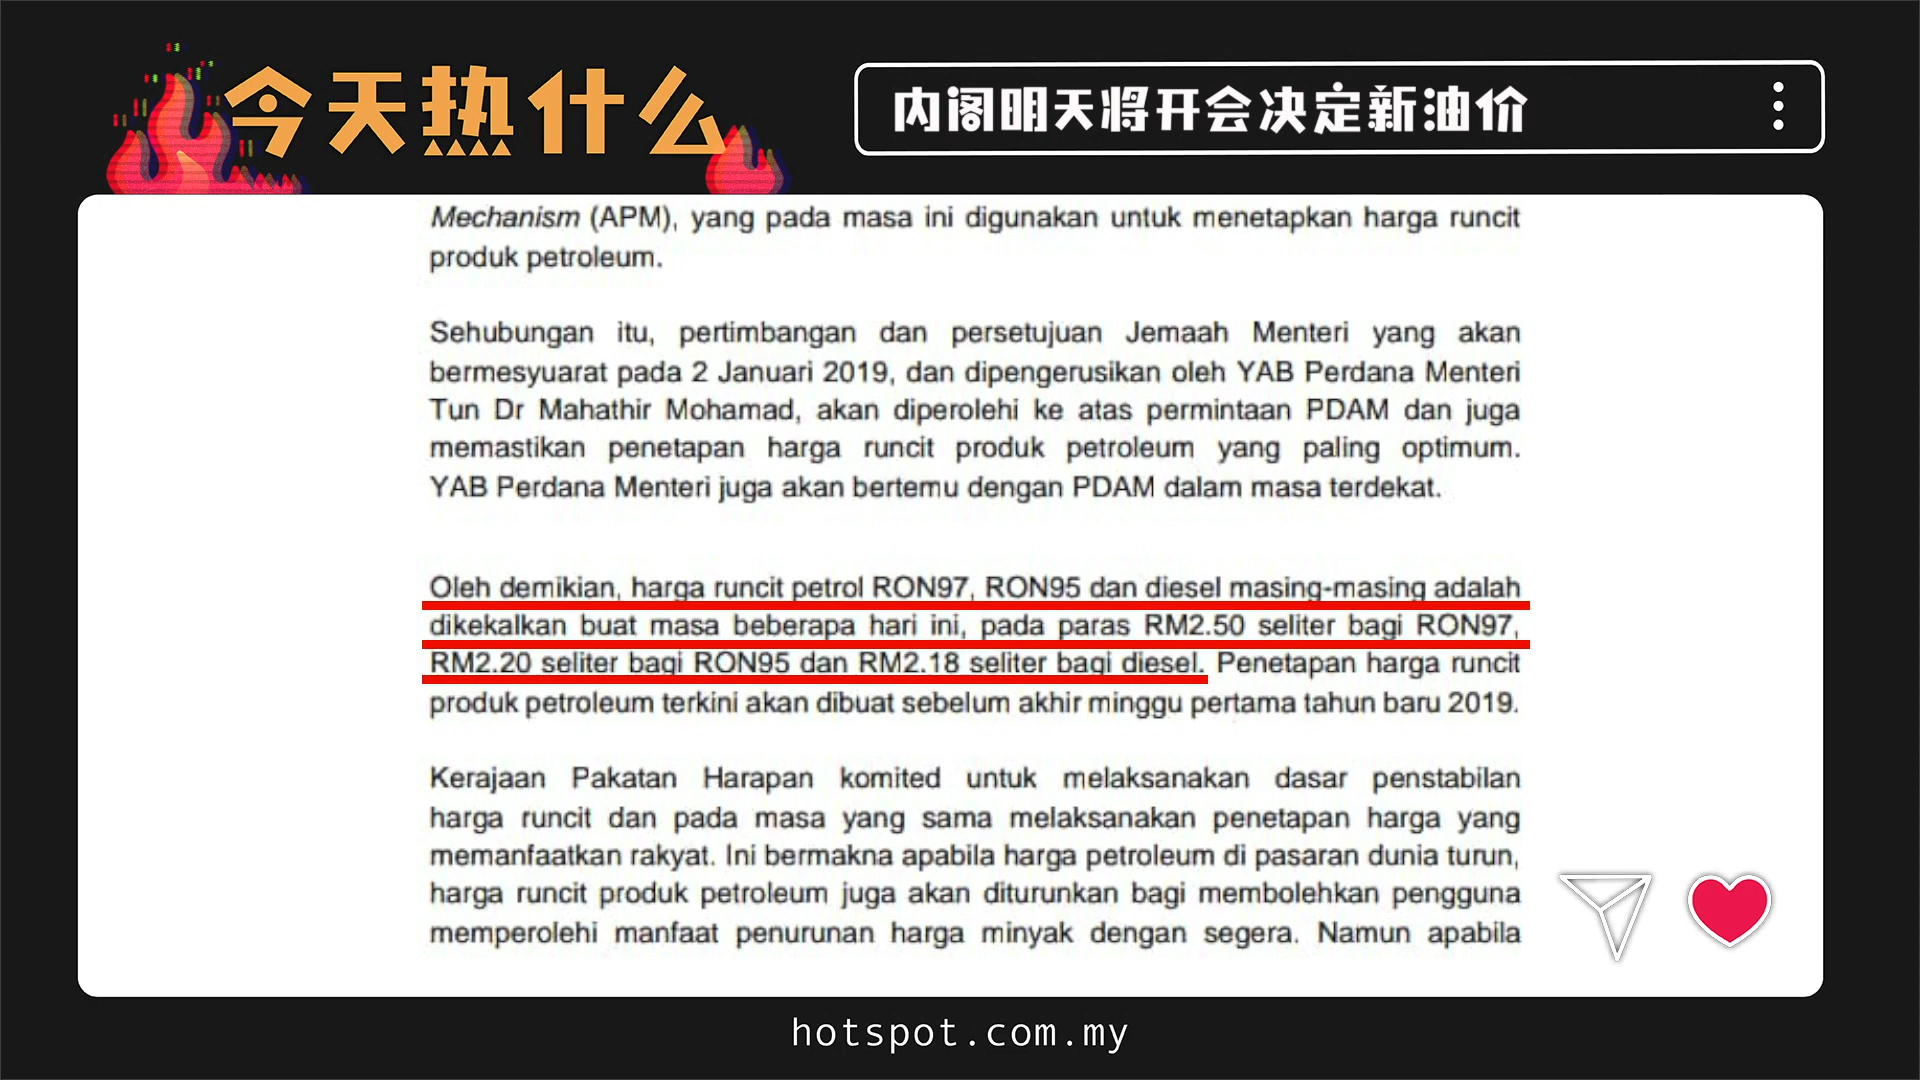 今天热什么
内阁明天将开会决定新油价
Mechanism (APM), yang pada masa ini digunakan untuk menetapkan harga runcit
produk petroleum.
Sehubungan itu, pertimbangan dan persetujuan Jemaah Menteri yang akan
bermesyuarat pada 2 Januari 2019, dan dipengerusikan oleh YAB Perdana Menteri
Tun Dr Mahathir Mohamad, akan diperolehi ke atas permintaan PDAM dan juga
memastikan penetapan harga runcit produk petroleum yang paling optimum.
YAB Perdana Menteri juga akan bertemu dengan PDAM dalam masa terdekat.
Oleh demikian, harga runcit petrol RON97, RON95 dan diesel masing-masing adalah
dikekalkan buat masa beberapa hari ini, pada paras RM2.50 seliter bagi RON97,
RM2.20 seliter bagi RON95 dan RM2.18 seliter bagi diesel. Penetapan harga runcit
produk petroleum terkini akan dibuat sebelum akhir minggu pertama tahun baru 2019.
Kerajaan Pakatan Harapan komited untuk melaksanakan dasar penstabilan
harga runcit dan pada masa yang sama melaksanakan penetapan harga yang
memanfaatkan rakyat. Ini bermakna apabila harga petroleum di pasaran dunia turun,
harga runcit produk petroleum juga akan diturunkan bagi membolehkan pengguna
memperolehi manfaat penurunan harga minyak dengan segera. Namun apabila
hotspot.com.my